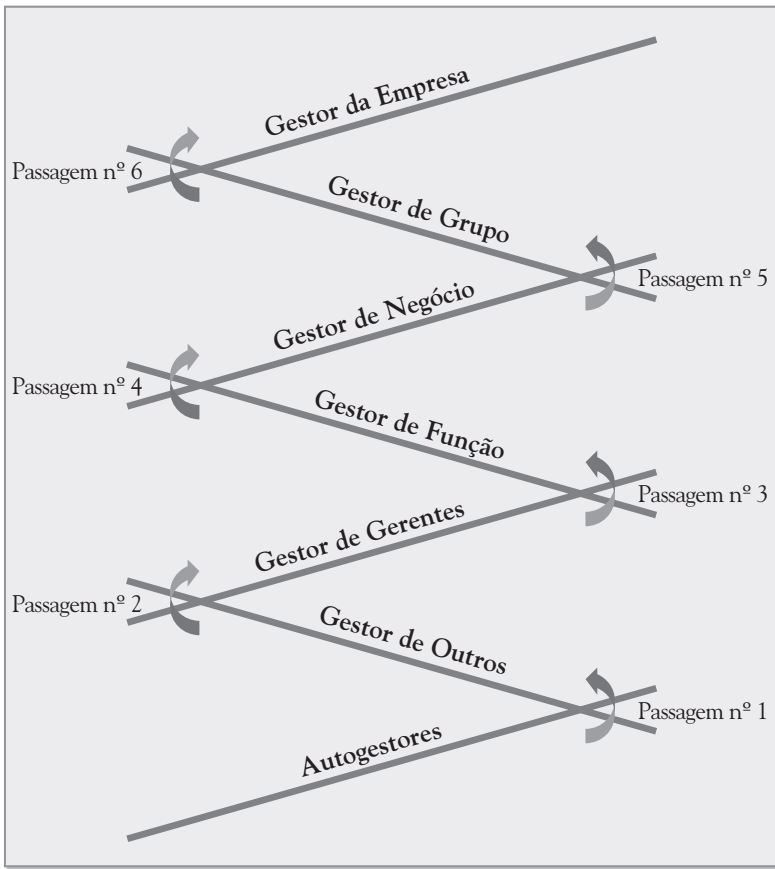 Gestor da Empresa
Passagem nº 6
Gestor de Grupo
Passagem nº 5
Gestor de Negócio
Passagem nº 4
Gestor de Função
Passagem nº 3
Gestor de Gerentes
Passagem nº 2
Gestor de Outros
Passagem nº 1
Autogestores